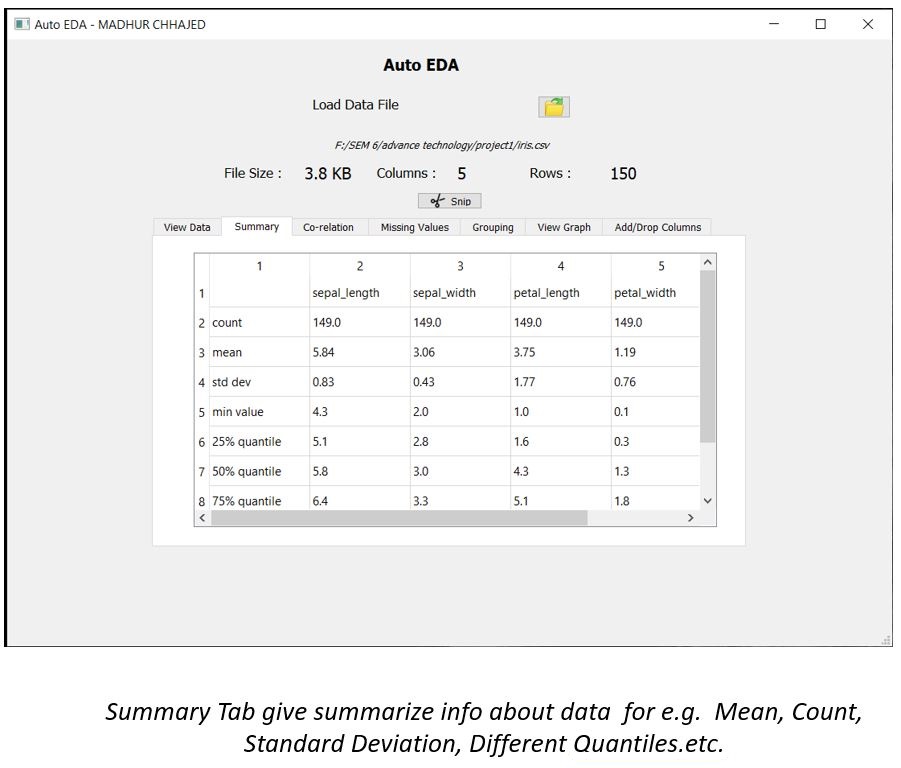 Auto EDA - MADHUR CHHAJED
Auto EDA
Load Data File
F:/SEM 6/advance technology/project1/iris.csv
File Size : 3.8 KB Columns : 5 Rows : 150
Snip
View Data Summary Co-relation Missing Values Grouping View Graph Add/Drop Columns
1 2 3 4 5
1 sepal_length sepal_width petal_length petal_width
2 count 149.0 149.0 149.0 149.0
3 mean 5.84 3.06 3.75 1.19
4 std dev 0.83 0.43 1.77 0.76
5 min value 4.3 2.0 1.0 0.1
6 25% quantile 5.1 2.8 1.6 0.3
7 50% quantile 5.8 3.0 4.3 1.3
8 75% quantile 6.4 3.3 5.1 1.8
Summary Tab give summarize info about data for e.g. Mean, Count,
Standard Deviation, Different Quantiles.etc.